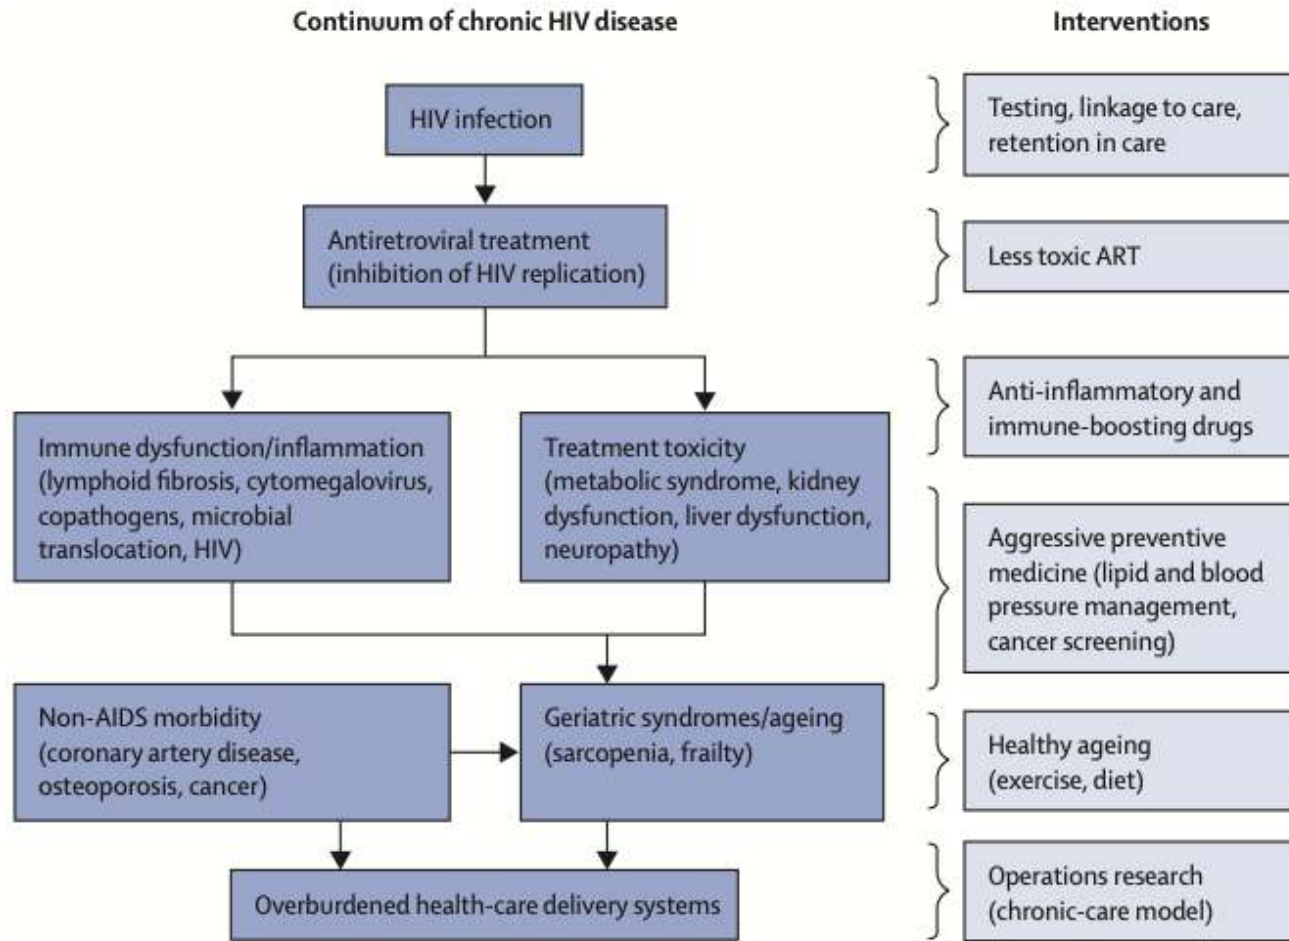 Continuum of chronic HIV disease
Interventions
HIV infection
Testing, linkage to care,
retention in care
Antiretroviral treatment
(inhibition of HIV replication)
Less toxic ART
Immune dysfunction/inflammation
(lymphoid fibrosis, cytomegalovirus,
copathogens, microbial
translocation, HIV)
Treatment toxicity
(metabolic syndrome, kidney
dysfunction, liver dysfunction,
neuropathy)
Anti-inflammatory and
immune-boosting drugs
Aggressive preventive
medicine (lipid and blood
pressure management,
cancer screening)
Non-AIDS morbidity
(coronary artery disease,
osteoporosis, cancer)
Geriatric syndromes/ageing
(sarcopenia, frailty)
Healthy ageing
(exercise, diet)
Overburdened health-care delivery systems
Operations research
(chronic-care model)